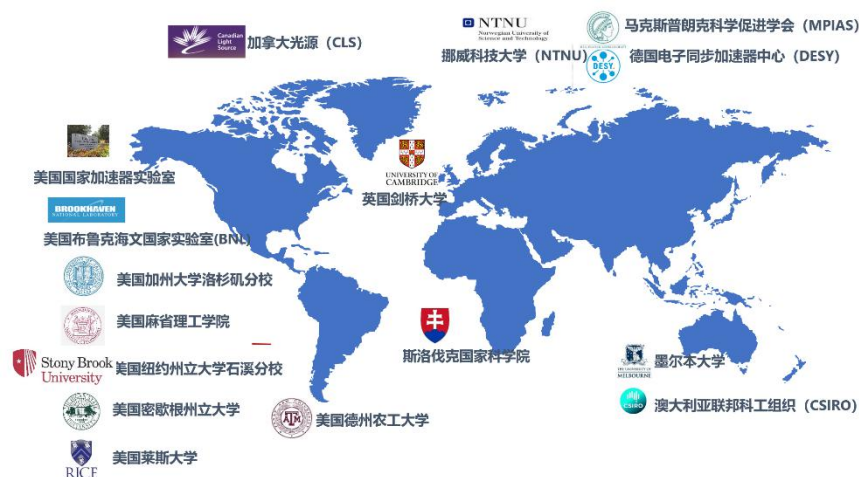 Canadian
Light
Source
加拿大光源（CLS）
NTNU
Norwegian University of
Science and Technology
挪威科技大学（NTNU）
马克斯普朗克科学促进学会（MPIAS）
DESY
德国电子同步加速器中心（DESY）
美国国家加速器实验室
UNIVERSITY OF
CAMBRIDGE
英国剑桥大学
BROOKHAVEN
NATIONAL LABORATORY
美国布鲁克海文国家实验室(BNL)
美国加州大学洛杉矶分校
美国麻省理工学院
Stony Brook
University
美国纽约州立大学石溪分校
美国密歇根州立大学
美国德州农工大学
RICE
美国莱斯大学
斯洛伐克国家科学院
THE UNIVERSITY OF
MELBOURNE
墨尔本大学
CSIRO
澳大利亚联邦科工组织（CSIRO）